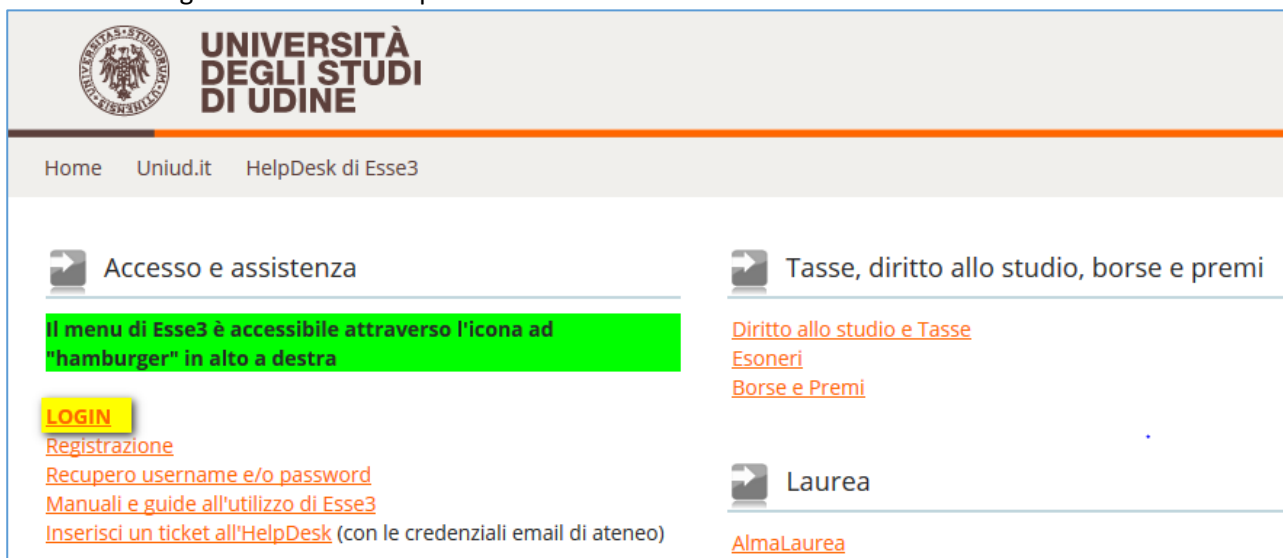 UNIVERSITÀ
DEGLI STUDI
DI UDINE
Home Uniud.it HelpDesk di Esse3
Accesso e assistenza
Il menu di Esse3 è accessibile attraverso l'icona ad
"hamburger" in alto a destra
LOGIN
Registrazione
Recupero username e/o password
Manuali e guide all'utilizzo di Esse3
Inserisci un ticket all'HelpDesk (con le credenziali email di ateneo)
Tasse, diritto allo studio, borse e premi
Diritto allo studio e Tasse
Esoneri
Borse e Premi
Laurea
AlmaLaurea